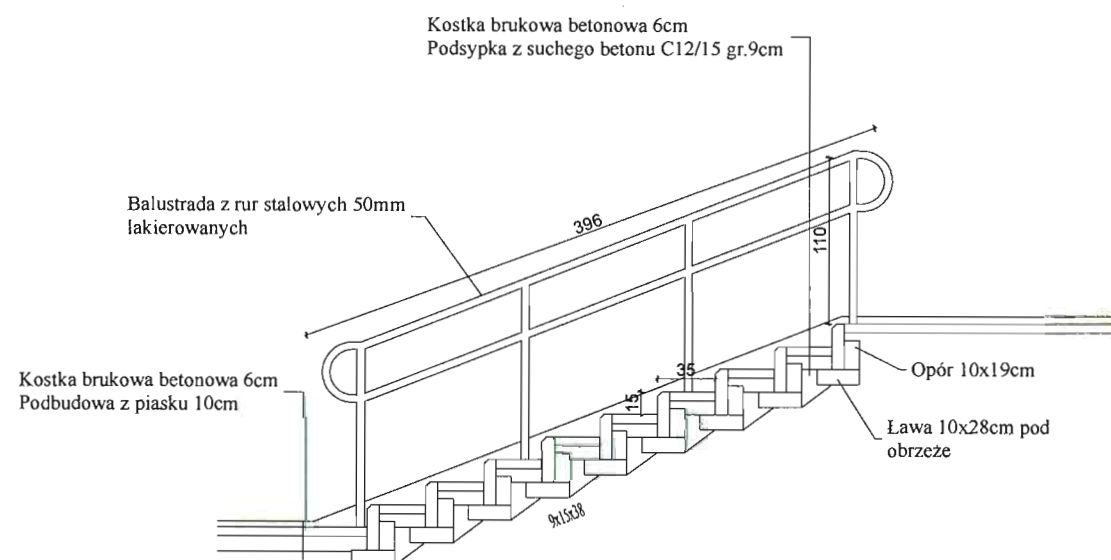 Kostka brukowa betonowa 6cm
Podsypka z suchego betonu C12/15 gr.9cm
Balustrada z rur stalowych 50mm
lakierowanych
396
110
Kostka brukowa betonowa 6cm
Podbudowa z piasku 10cm
35
15
Opór 10x19cm
Ława 10x28cm pod
obrzeże
9x15x38